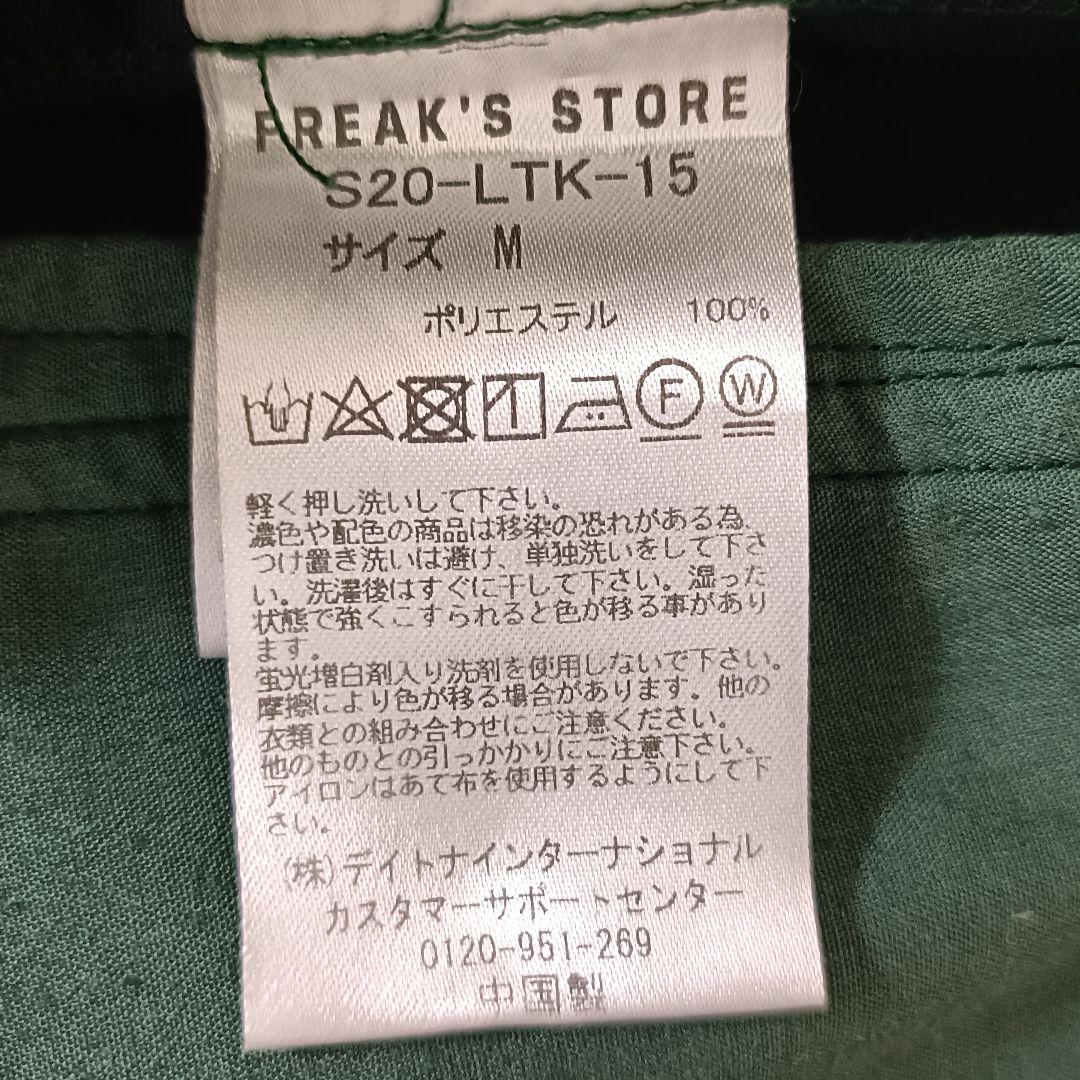 FREAK'S STORE
S20-LTK-15
サイズ M
ポリエステル 100%
F W
軽く押し洗いして下さい。
濃色や配色の商品は移染の恐れがある為、
つけ置き洗いは避け、単独洗いをして下さ
い。洗濯後はすぐに干して下さい。湿った
状態で強くこすられると色が移る事があり
ます。
蛍光増白剤入り洗剤を使用しないで下さい。
摩擦により色が移る場合があります。他の
衣類との組み合わせにご注意ください。
他のものとの引っかかりにご注意下さい。
アイロンはあて布を使用するようにして下
さい。
(株)デイトナインターナショナル
カスタマーサポートセンター
0120-951-269
中国製